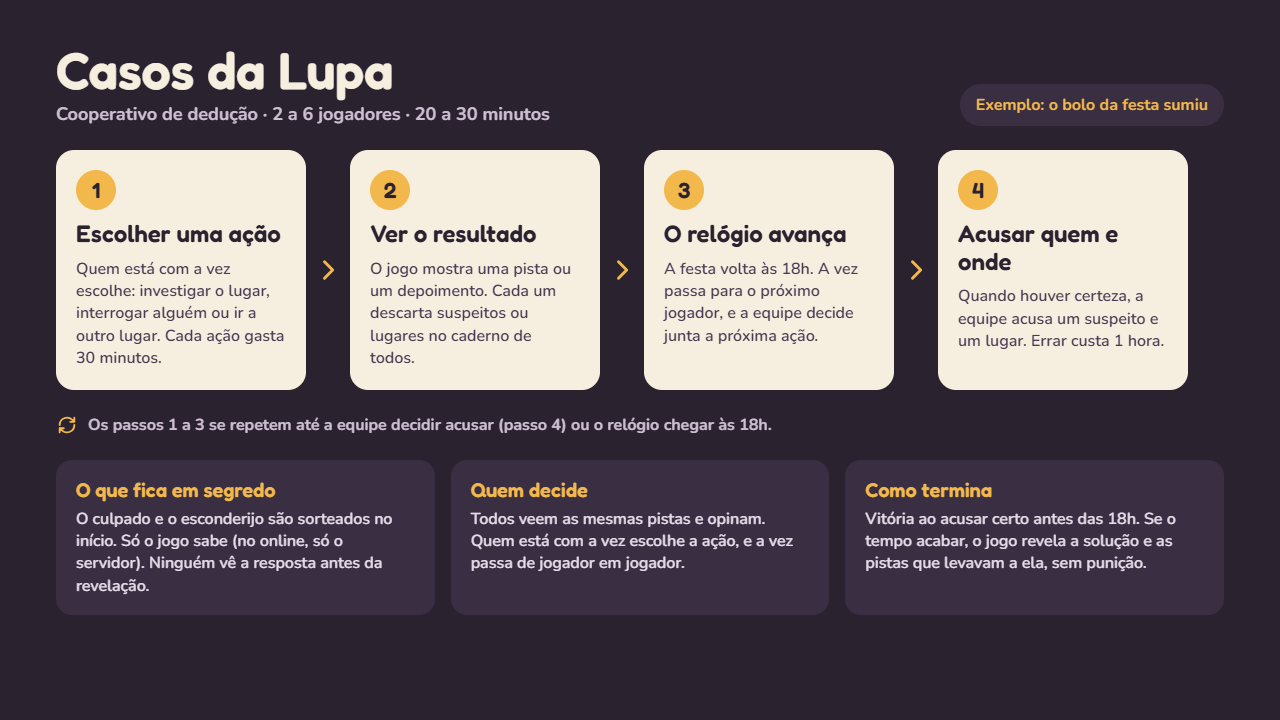 Casos da Lupa
Cooperativo de dedução · 2 a 6 jogadores · 20 a 30 minutos
Exemplo: o bolo da festa sumiu
1
Escolher uma ação
Quem está com a vez
escolhe: investigar o lugar,
interrogar alguém ou ir a
outro lugar. Cada ação gasta
30 minutos.
2
Ver o resultado
O jogo mostra uma pista ou
um depoimento. Cada um
descarta suspeitos ou
lugares no caderno de
todos.
3
O relógio avança
A festa volta às 18h. A vez
passa para o próximo
jogador, e a equipe decide
junta a próxima ação.
4
Acusar quem e
onde
Quando houver certeza, a
equipe acusa um suspeito e
um lugar. Errar custa 1 hora.
Os passos 1 a 3 se repetem até a equipe decidir acusar (passo 4) ou o relógio chegar às 18h.
O que fica em segredo
O culpado e o esconderijo são sorteados no
início. Só o jogo sabe (no online, só o
servidor). Ninguém vê a resposta antes da
revelação.
Quem decide
Todos veem as mesmas pistas e opinam.
Quem está com a vez escolhe a ação, e a vez
passa de jogador em jogador.
Como termina
Vitória ao acusar certo antes das 18h. Se o
tempo acabar, o jogo revela a solução e as
pistas que levavam a ela, sem punição.